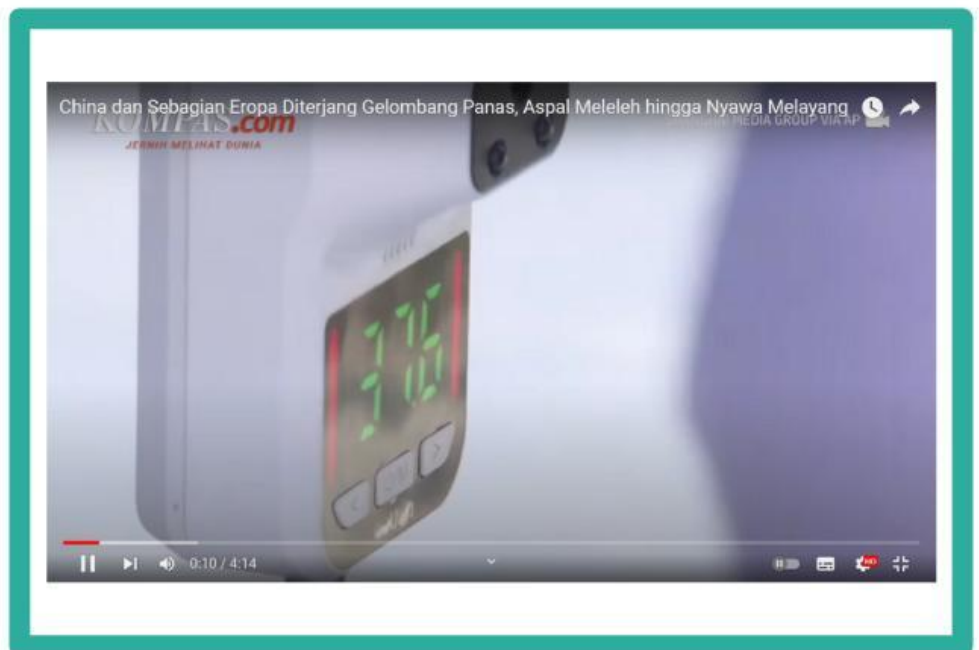 China dan Sebagian Eropa Diterjang Gelombang Panas, Aspal Meleleh hingga Nyawa Melayang
KOMPAS.com
JERNIH MELIHAT DUNIA
MEDIA GROUP VIA AP
37.6
0:10 / 4:14
HD